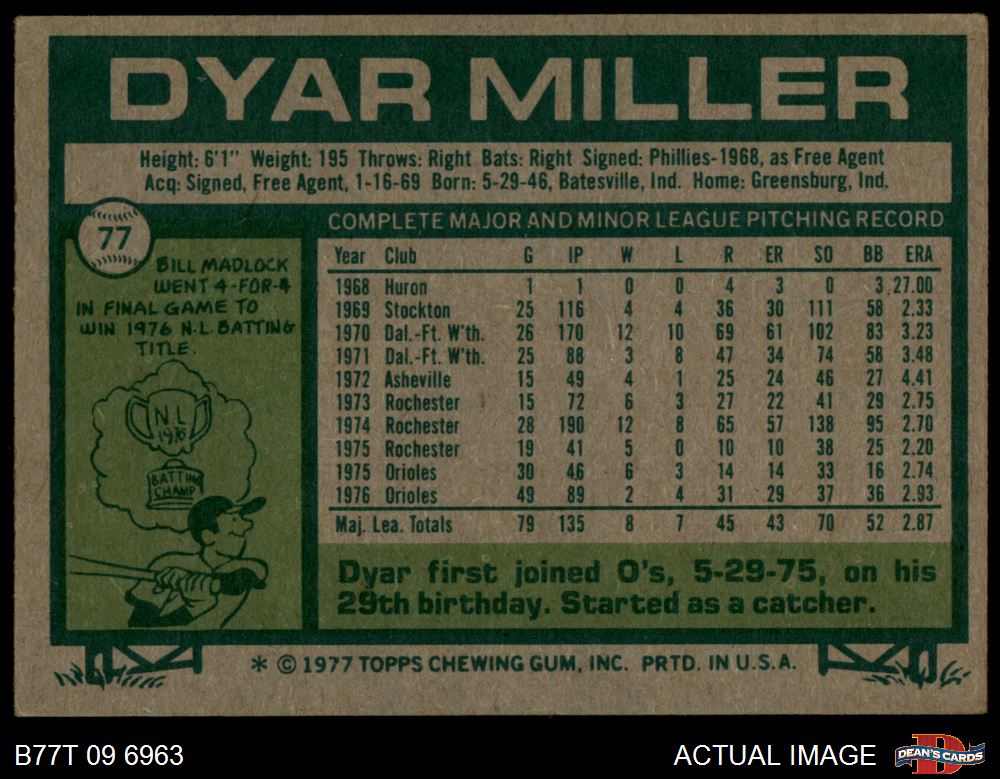 DYAR MILLER
Height: 6'1" Weight: 195 Throws: Right Bats: Right Signed: Phillies-1968, as Free Agent
Acq: Signed, Free Agent, 1-16-69 Born: 5-29-46, Batesville, Ind. Home: Greensburg, Ind.
77
BILL MADLOCK
WENT 4-FOR-4
IN FINAL GAME TO
WIN 1976 N.L. BATTING
TITLE.
N.L.
1976
BATTING
CHAMP
COMPLETE MAJOR AND MINOR LEAGUE PITCHING RECORD
Year Club G IP W L R ER SO BB ERA
1968 Huron 1 1 0 0 4 3 0 3 27.00
1969 Stockton 25 116 4 4 36 30 111 58 2.33
1970 Dal.-Ft. W'th. 26 170 12 10 69 61 102 83 3.23
1971 Dal.-Ft. W'th. 25 88 3 8 47 34 74 58 3.48
1972 Asheville 15 49 4 1 25 24 46 27 4.41
1973 Rochester 15 72 6 3 27 22 41 29 2.75
1974 Rochester 28 190 12 8 65 57 138 95 2.70
1975 Rochester 19 41 5 0 10 10 38 25 2.20
1975 Orioles 30 46 6 3 14 14 33 16 2.74
1976 Orioles 49 89 2 4 31 29 37 36 2.93
Maj. Lea. Totals 79 135 8 7 45 43 70 52 2.87
Dyar first joined O's, 5-29-75, on his
29th birthday. Started as a catcher.
* © 1977 TOPPS CHEWING GUM, INC. PRTD. IN U.S.A.
B77T 09 6963
ACTUAL IMAGE
DEAN'S CARDS